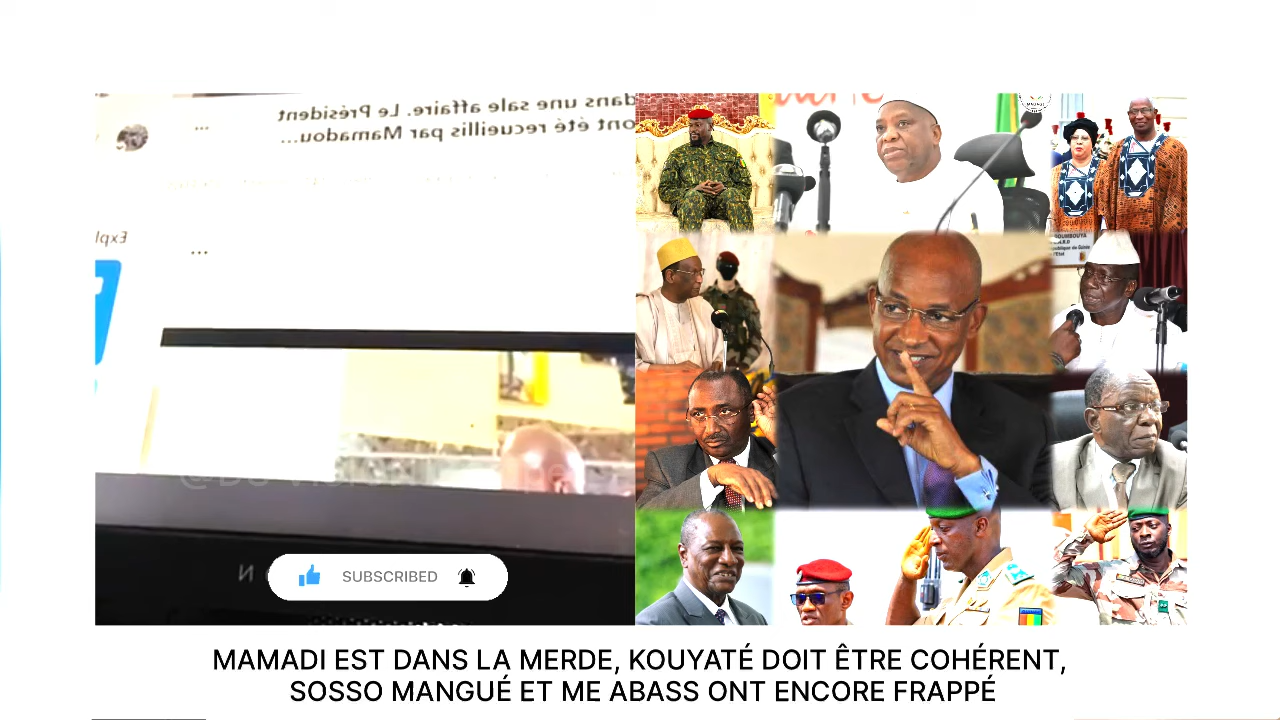 dans une sale affaire. Le Président
ont été recueillis par Mamadou...
...
Expl
SUBSCRIBED
MAMADI EST DANS LA MERDE, KOUYATÉ DOIT ÊTRE COHÉRENT,
SOSSO MANGUÉ ET ME ABASS ONT ENCORE FRAPPÉ